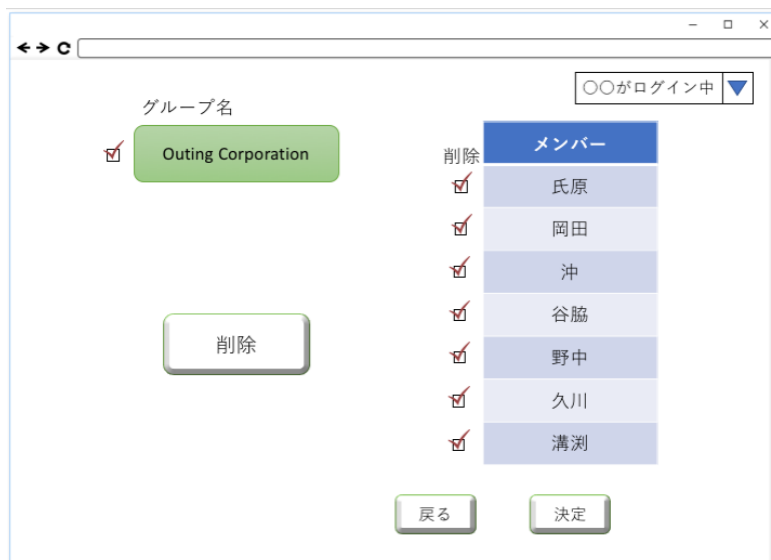 ○○がログイン中
グループ名
Outing Corporation
削除
メンバー
氏原
岡田
沖
谷脇
野中
久川
溝渕
削除
戻る
決定